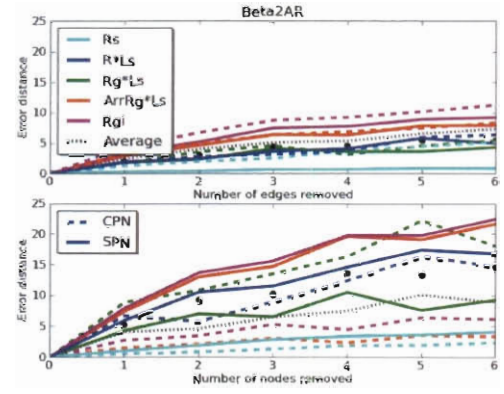 Beta2AR
25
20
15
10
5
0
Error distance
Rs
R*Ls
Rg*Ls
ArrRg*Ls
Rgi
Average
0 1 2 3 4 5 6
Number of edges removed
25
20
15
10
5
0
Error distance
CPN
SPN
0 1 2 3 4 5 6
Number of nodes removed